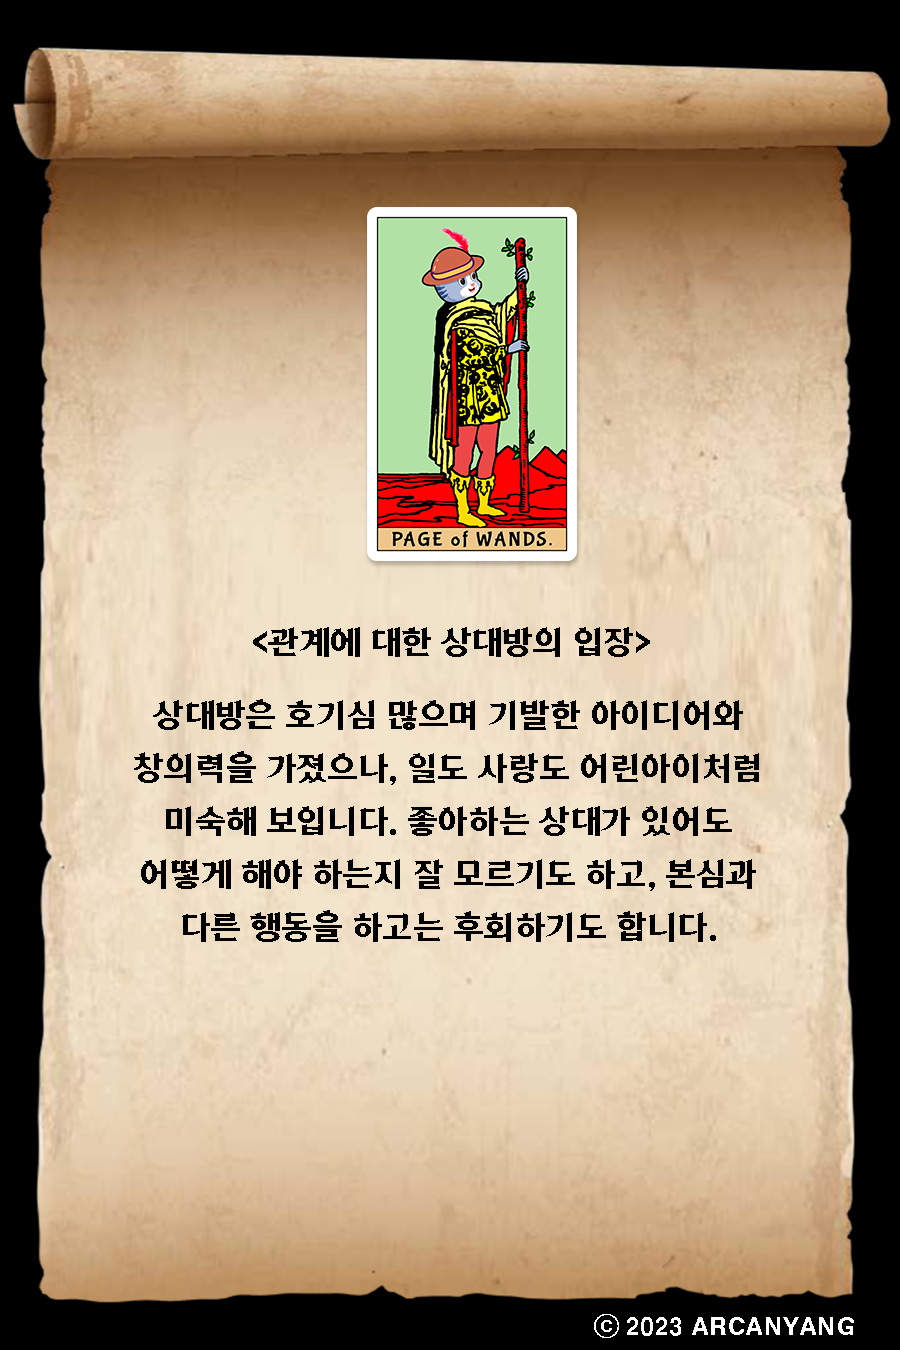 PAGE of WANDS.
<관계에 대한 상대방의 입장>
상대방은 호기심 많으며 기발한 아이디어와
창의력을 가졌으나, 일도 사랑도 어린아이처럼
미숙해 보입니다. 좋아하는 상대가 있어도
어떻게 해야 하는지 잘 모르기도 하고, 본심과
다른 행동을 하고는 후회하기도 합니다.
ⓒ 2023 ARCANYANG